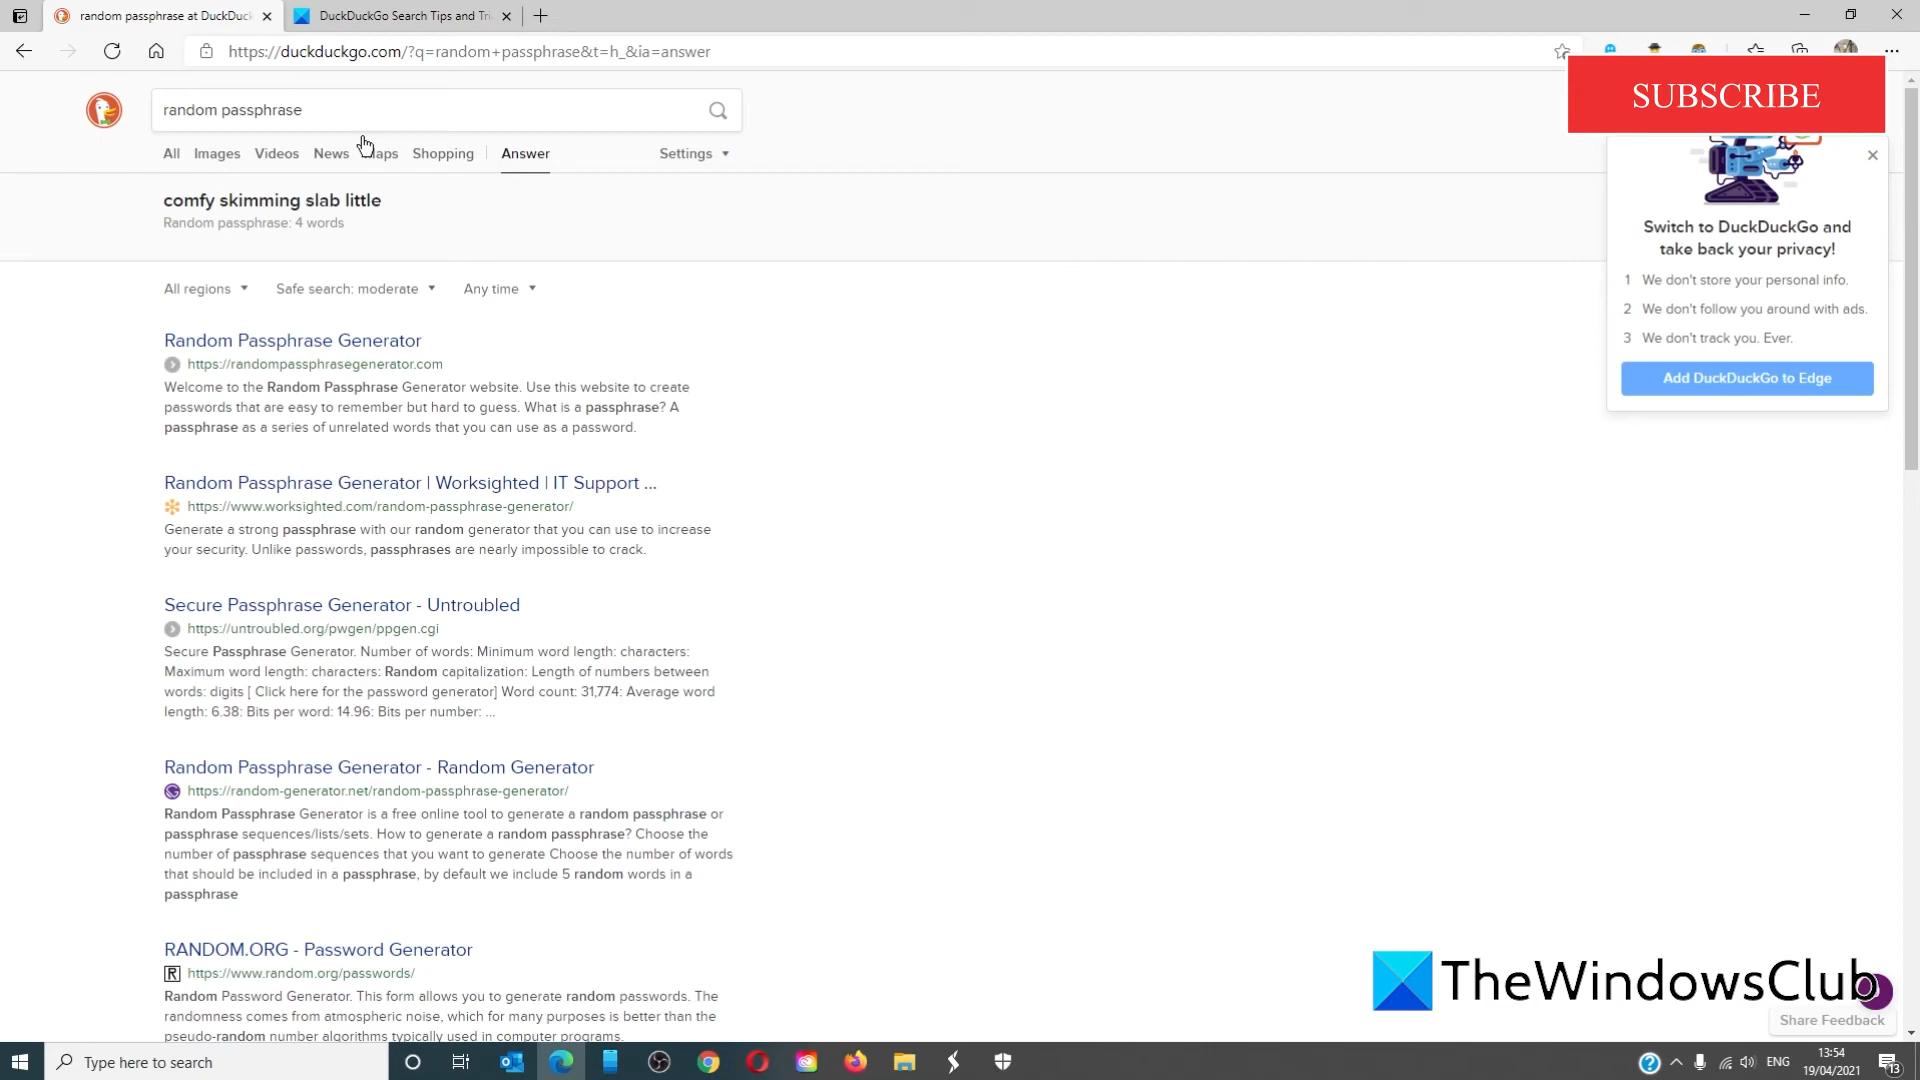 random passphrase at DuckDuc
DuckDuckGo Search Tips and Tri
https://duckduckgo.com/?q=random+passphrase&t=h_&ia=answer
SUBSCRIBE
random passphrase
All
Images
Videos
News
Maps
Shopping
Answer
Settings
comfy skimming slab little
Random passphrase: 4 words
Switch to DuckDuckGo and
take back your privacy!
1 We don't store your personal info.
2 We don't follow you around with ads.
3 We don't track you. Ever.
Add DuckDuckGo to Edge
All regions
Safe search: moderate
Any time
Random Passphrase Generator
https://randompassphrasegenerator.com
Welcome to the Random Passphrase Generator website. Use this website to create
passwords that are easy to remember but hard to guess. What is a passphrase? A
passphrase as a series of unrelated words that you can use as a password.
Random Passphrase Generator | Worksighted | IT Support ...
https://www.worksighted.com/random-passphrase-generator/
Generate a strong passphrase with our random generator that you can use to increase
your security. Unlike passwords, passphrases are nearly impossible to crack.
Secure Passphrase Generator - Untroubled
https://untroubled.org/pwgen/ppgen.cgi
Secure Passphrase Generator. Number of words: Minimum word length: characters:
Maximum word length: characters: Random capitalization: Length of numbers between
words: digits [ Click here for the password generator] Word count: 31,774: Average word
length: 6.38: Bits per word: 14.96: Bits per number: ...
Random Passphrase Generator - Random Generator
https://random-generator.net/random-passphrase-generator/
Random Passphrase Generator is a free online tool to generate a random passphrase or
passphrase sequences/lists/sets. How to generate a random passphrase? Choose the
number of passphrase sequences that you want to generate Choose the number of words
that should be included in a passphrase, by default we include 5 random words in a
passphrase
RANDOM.ORG - Password Generator
R https://www.random.org/passwords/
Random Password Generator. This form allows you to generate random passwords. The
randomness comes from atmospheric noise, which for many purposes is better than the
pseudo-random number algorithms typically used in computer programs.
TheWindowsClub
Share Feedback
Type here to search
ENG
13:54
19/04/2021
13